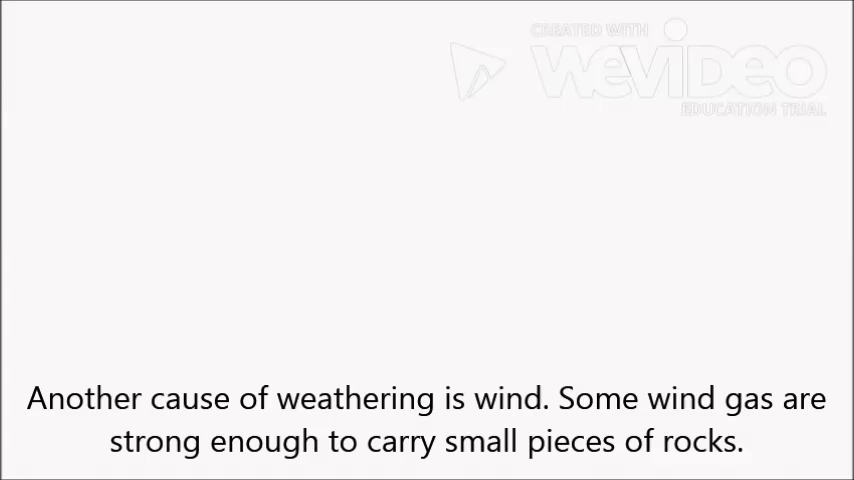 CREATED WITH
WEVIDEO
EDUCATION TRIAL
Another cause of weathering is wind. Some wind gas are
strong enough to carry small pieces of rocks.